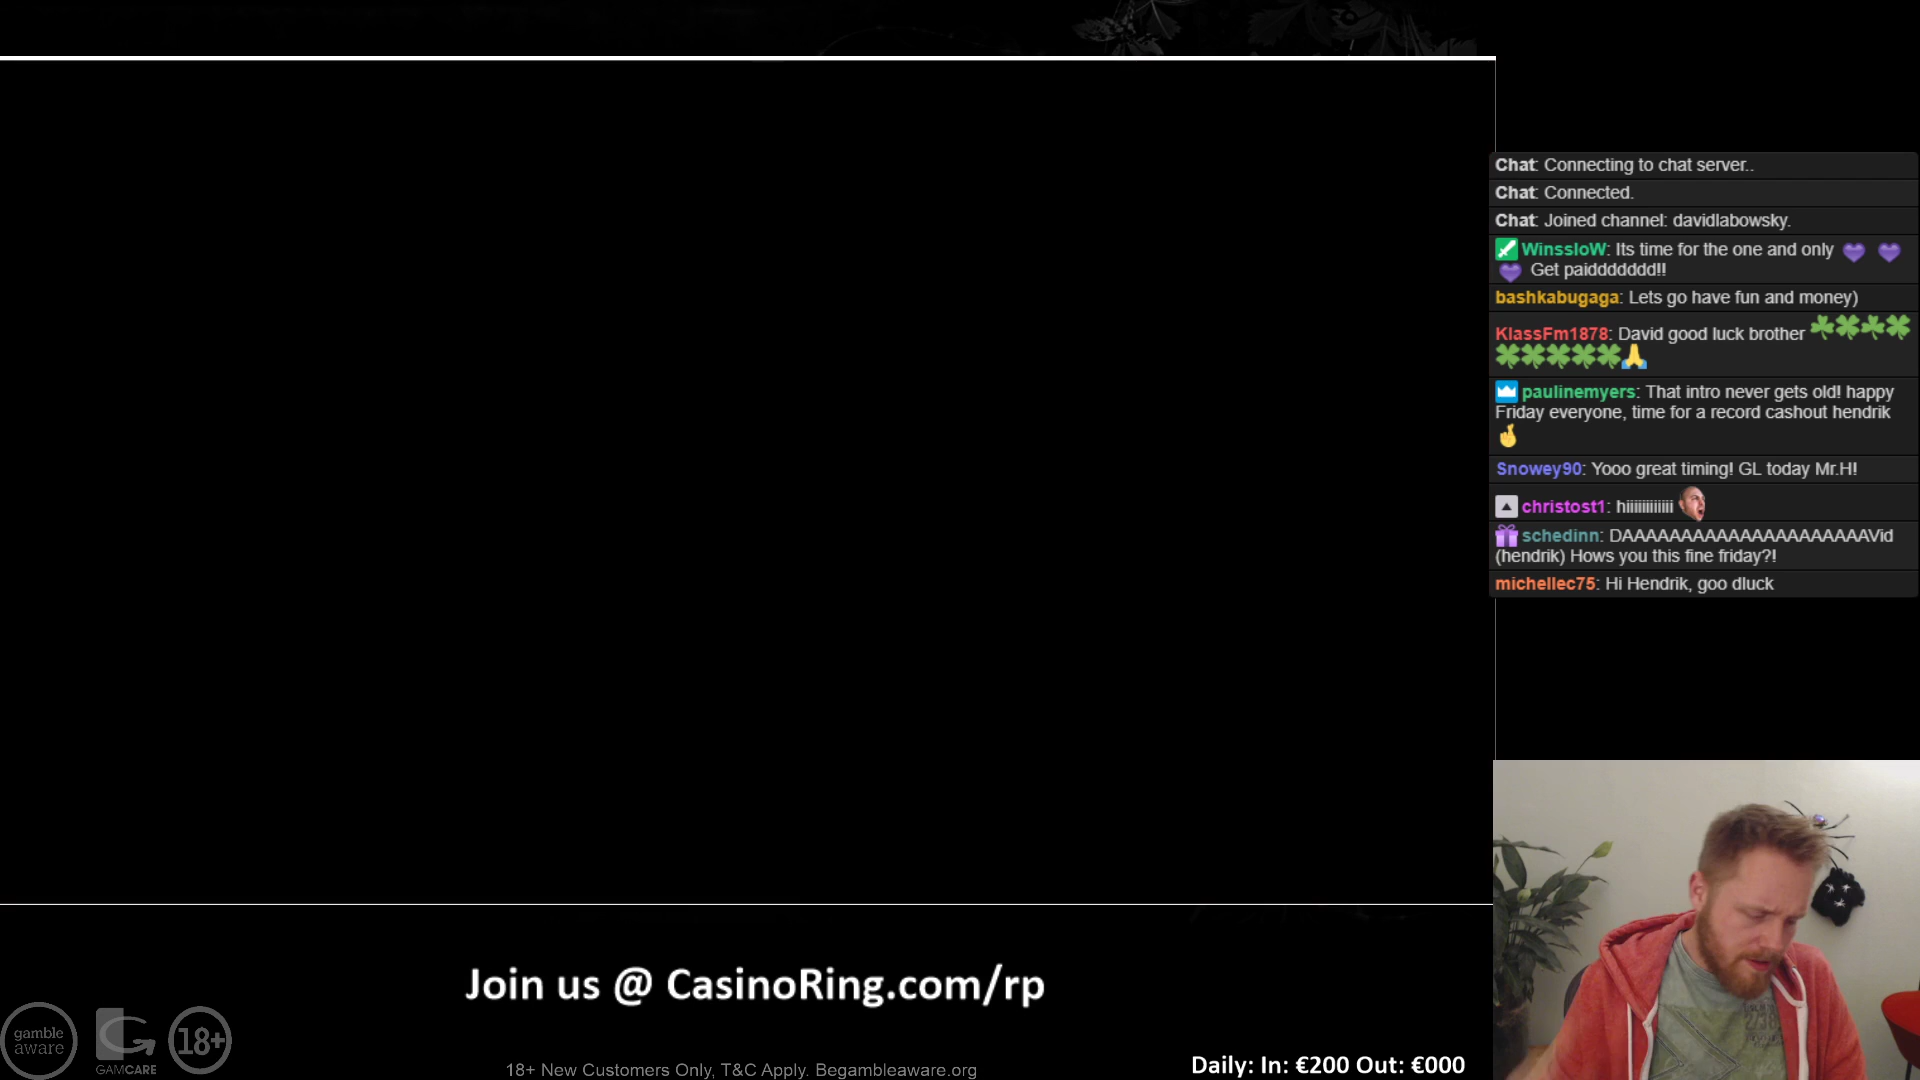 Chat: Connecting to chat server..
Chat: Connected.
Chat: Joined channel: davidlabowsky.
WinssloW: Its time for the one and only 💜 💜
💜 Get paiddddddd!!
bashkabugaga: Lets go have fun and money)
KlassFm1878: David good luck brother ☘🍀☘🍀
🍀🍀🍀🍀🍀🙏
paulinemyers: That intro never gets old! happy
Friday everyone, time for a record cashout hendrik
🤞
Snowey90: Yooo great timing! GL today Mr.H!
christost1: hiiiiiiiiiiii
schedinn: DAAAAAAAAAAAAAAAAAAAAAVid
(hendrik) Hows you this fine friday?!
michellec75: Hi Hendrik, goo dluck
Join us @ CasinoRing.com/rp
gamble
aware
GAMCARE
18+
18+ New Customers Only, T&C Apply. Begambleaware.org
Daily: In: €200 Out: €000